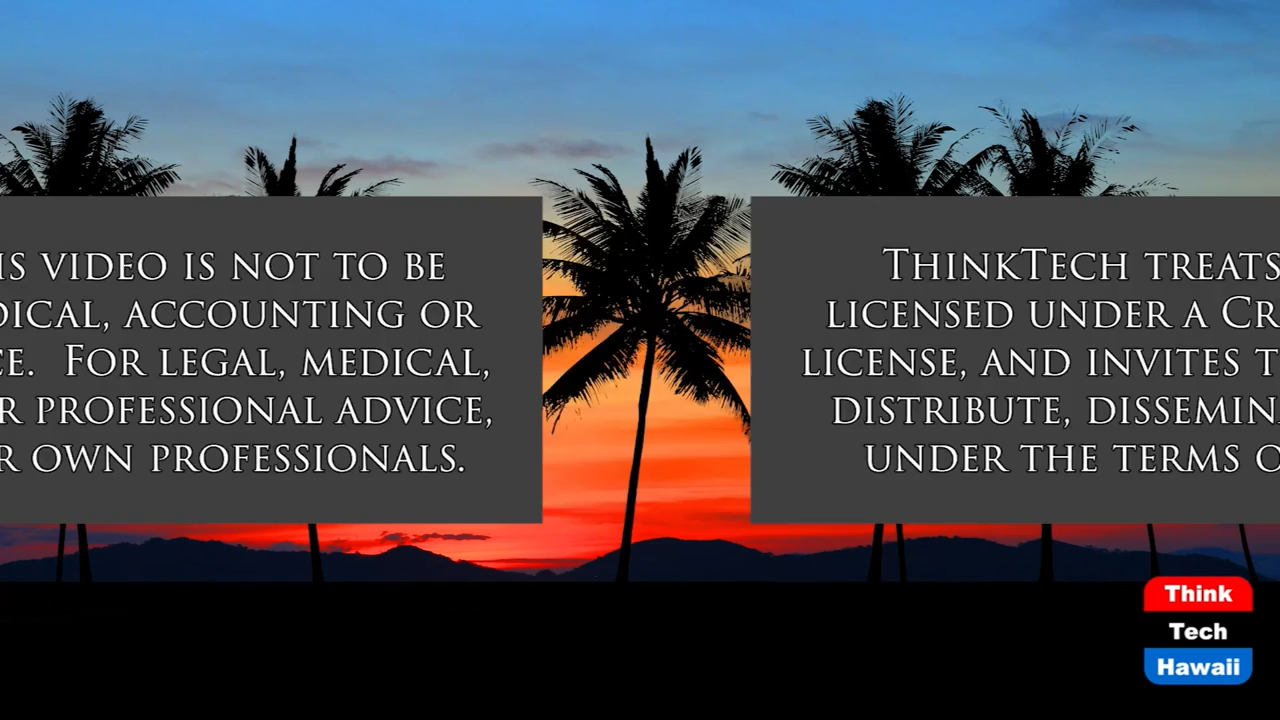 IS VIDEO IS NOT TO BE
DICAL, ACCOUNTING OR
CE. FOR LEGAL, MEDICAL,
R PROFESSIONAL ADVICE,
R OWN PROFESSIONALS.
THINKTECH TREATS
LICENSED UNDER A CR
LICENSE, AND INVITES T
DISTRIBUTE, DISSEMIN
UNDER THE TERMS O
Think
Tech
Hawaii